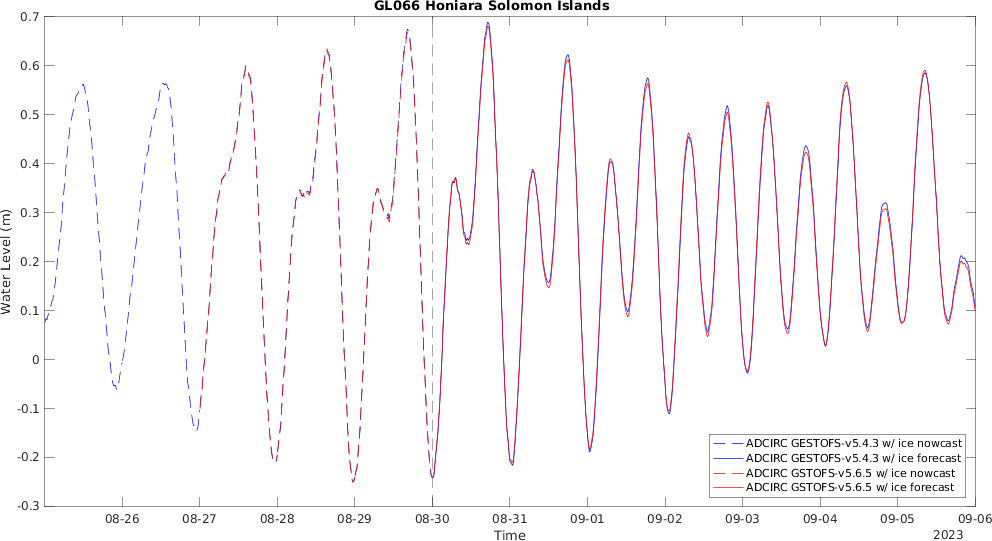 GL066 Honiara Solomon Islands
Water Level (m)
0.7
0.6
0.5
0.4
0.3
0.2
0.1
0
-0.1
-0.2
-0.3
ADCIRC GESTOFS-v5.4.3 w/ ice nowcast
ADCIRC GESTOFS-v5.4.3 w/ ice forecast
ADCIRC GSTOFS-v5.6.5 w/ ice nowcast
ADCIRC GSTOFS-v5.6.5 w/ ice forecast
08-26 08-27 08-28 08-29 08-30 08-31 09-01 09-02 09-03 09-04 09-05 09-06
Time
2023